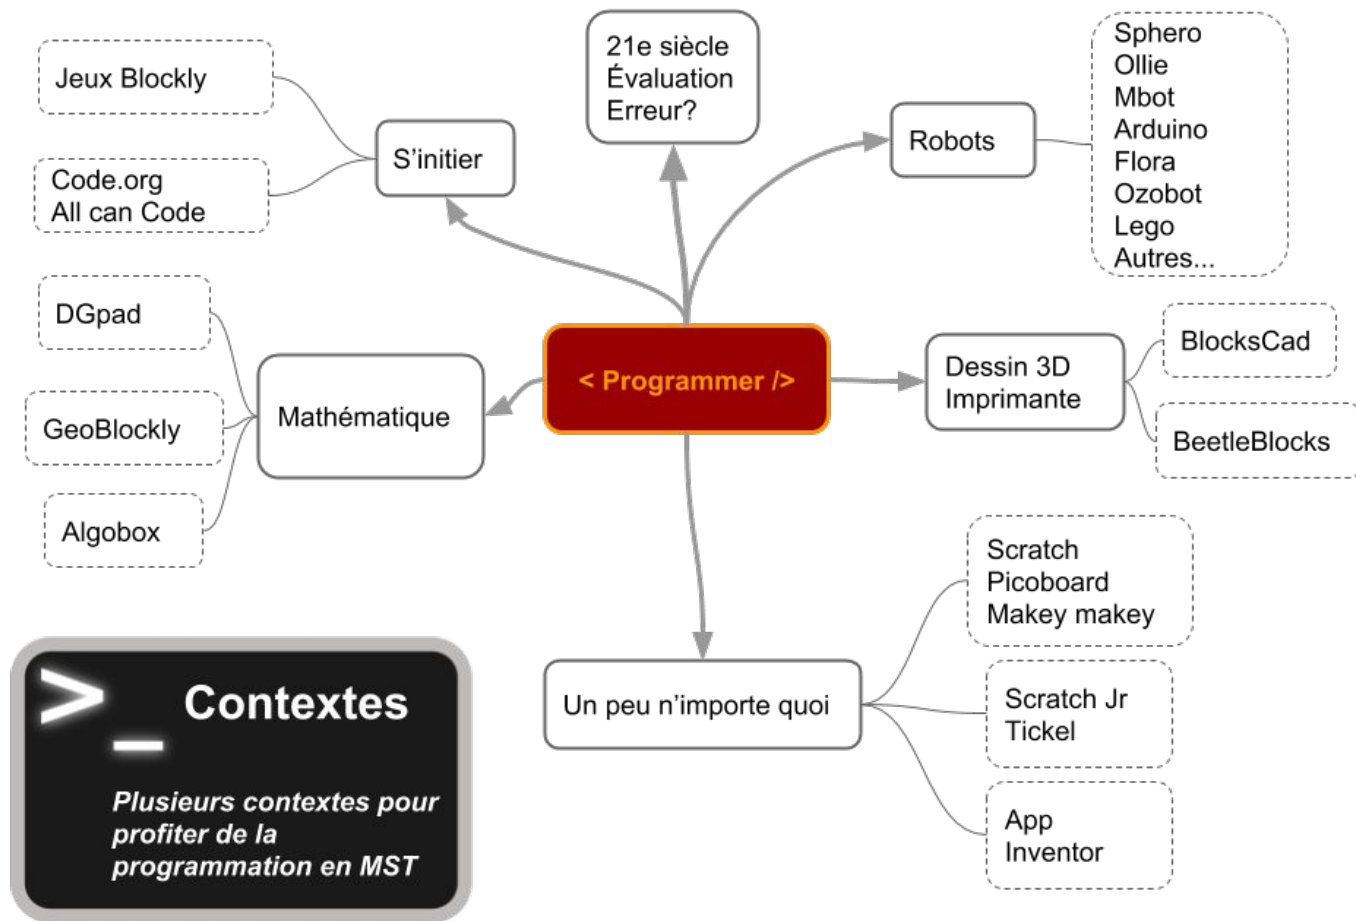 21e siècle
Évaluation
Erreur?
Jeux Blockly
Code.org
All can Code
S'initier
Robots
Sphero
Ollie
Mbot
Arduino
Flora
Ozobot
Lego
Autres...
DGpad
GeoBlockly
Algobox
Mathématique
< Programmer />
Dessin 3D
Imprimante
BlocksCad
BeetleBlocks
Un peu n'importe quoi
Scratch
Picoboard
Makey makey
Scratch Jr
Tickel
App
Inventor
>_ Contextes
Plusieurs contextes pour
profiter de la
programmation en MST